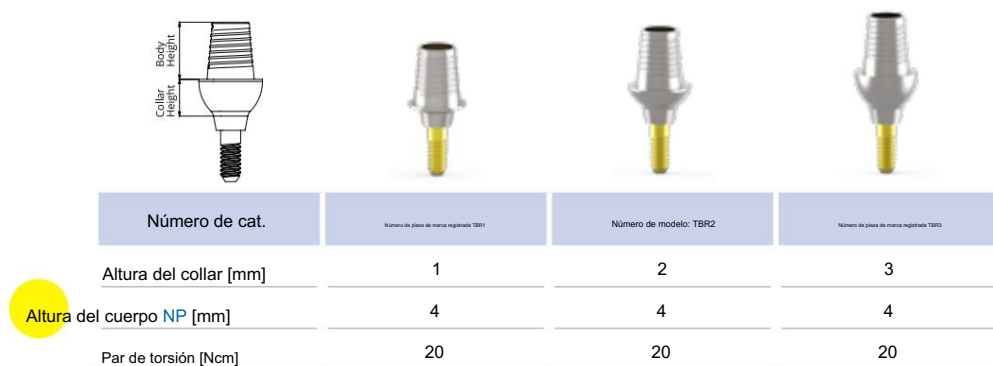 Body
Height
Collar
Height
Número de cat.
Número de pieza de marca registrada TBR1
Número de modelo: TBR2
Número de pieza de marca registrada TBR3
Altura del collar [mm]
1
2
3
Altura del cuerpo NP [mm]
4
4
4
Par de torsión [Ncm]
20
20
20